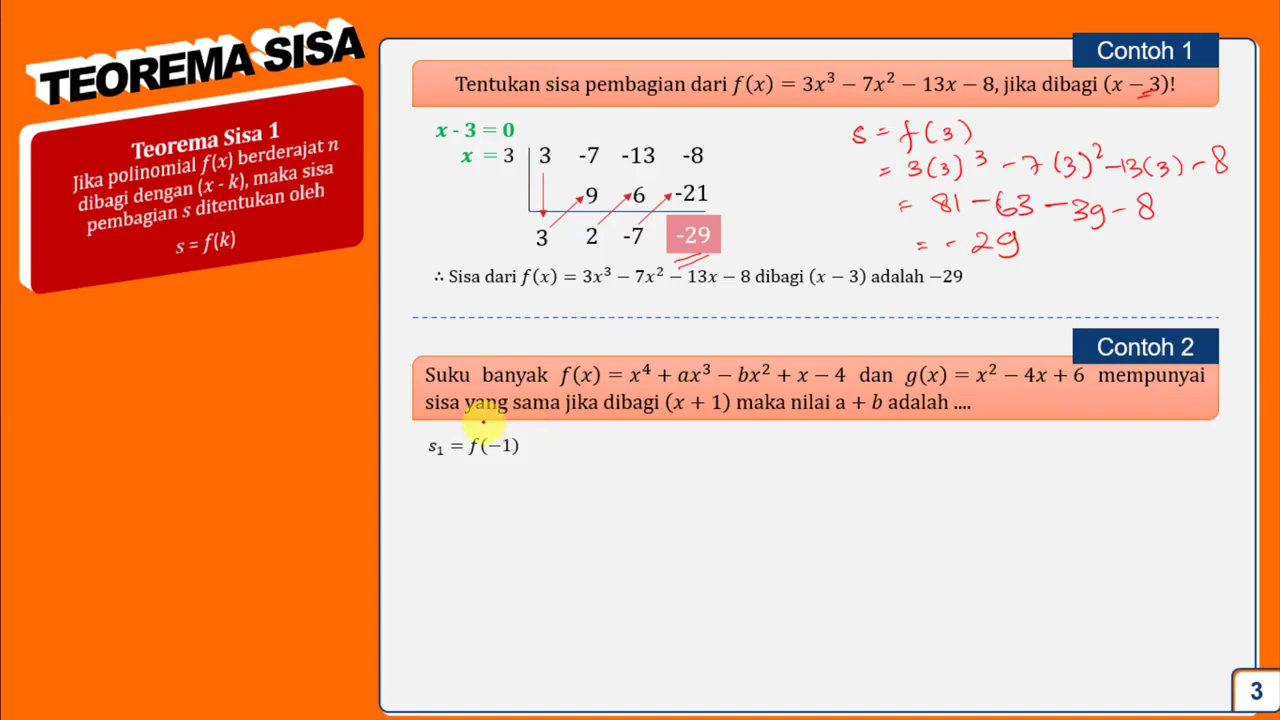 TEOREMA SISA
Teorema Sisa 1
Jika polinomial f(x) berderajat n
dibagi dengan (x - k), maka sisa
pembagian s ditentukan oleh
s = f(k)
Contoh 1
Tentukan sisa pembagian dari f(x) = 3x³ − 7x² − 13x − 8, jika dibagi (x − 3)!
x - 3 = 0
x = 3 3 -7 -13 -8
9 6 -21
3 2 -7 -29
s = f(3)
= 3(3)³ − 7(3)² − 13(3) − 8
= 81 − 63 − 39 − 8
= - 29
∴ Sisa dari f(x) = 3x³ − 7x² − 13x − 8 dibagi (x − 3) adalah −29
Contoh 2
Suku banyak f(x) = x⁴ + ax³ − bx² + x − 4 dan g(x) = x² − 4x + 6 mempunyai
sisa yang sama jika dibagi (x + 1) maka nilai a + b adalah ....
s₁ = f(−1)
3